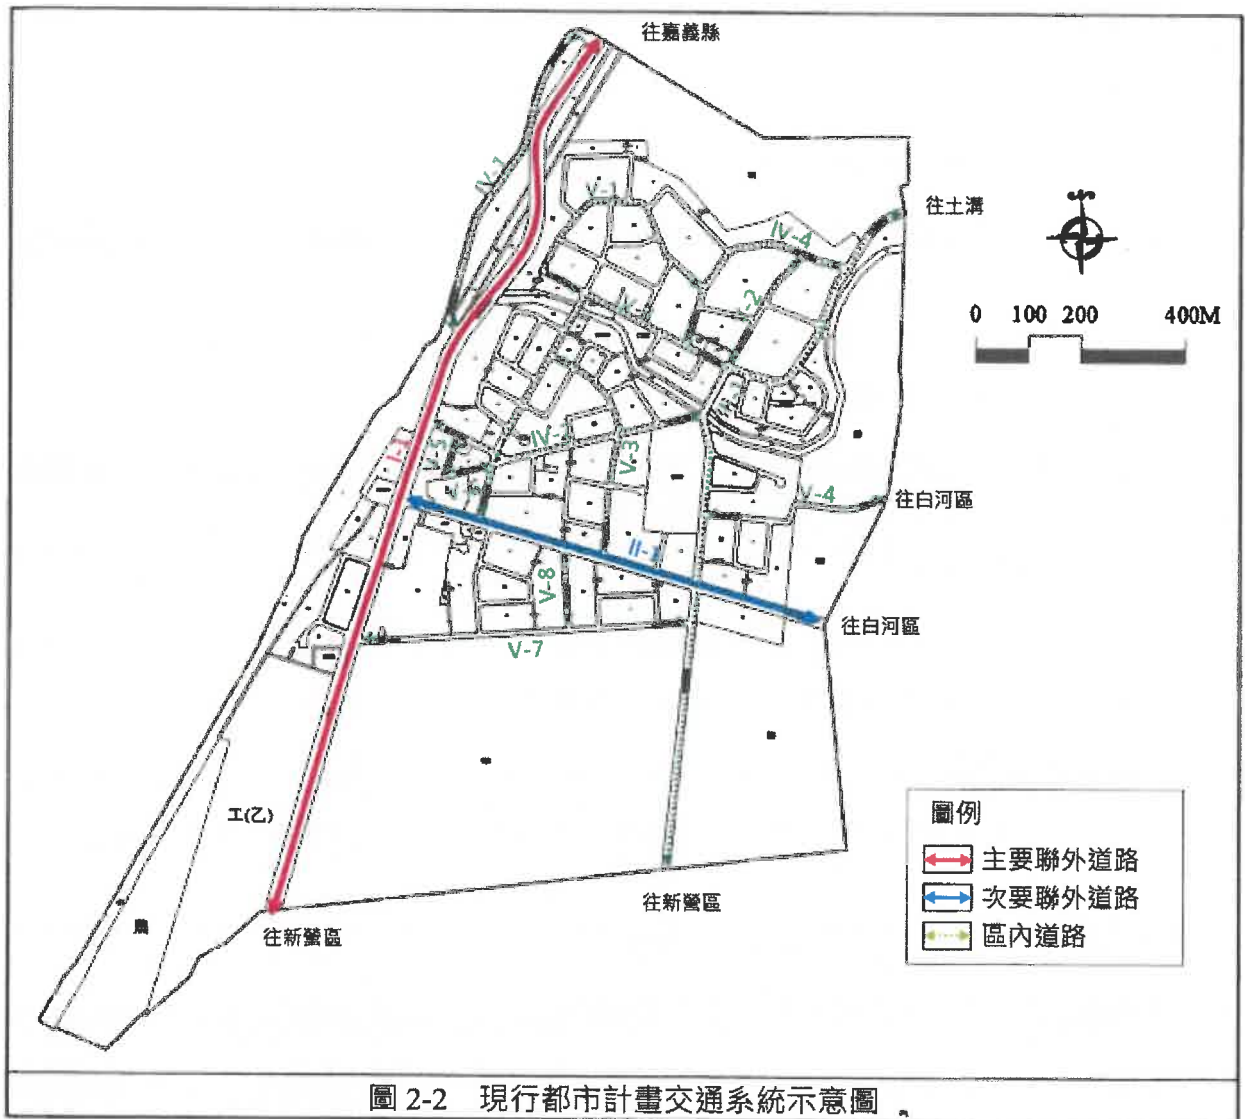 往嘉義縣
IV-1
V-1
往土溝
IV-4
0 100 200 400M
I-1
V-5
V-3
V-4
往白河區
II-1
往白河區
V-8
V-7
工(乙)
農
往新營區
往新營區
圖例
主要聯外道路
次要聯外道路
區內道路
圖 2-2 現行都市計畫交通系統示意圖